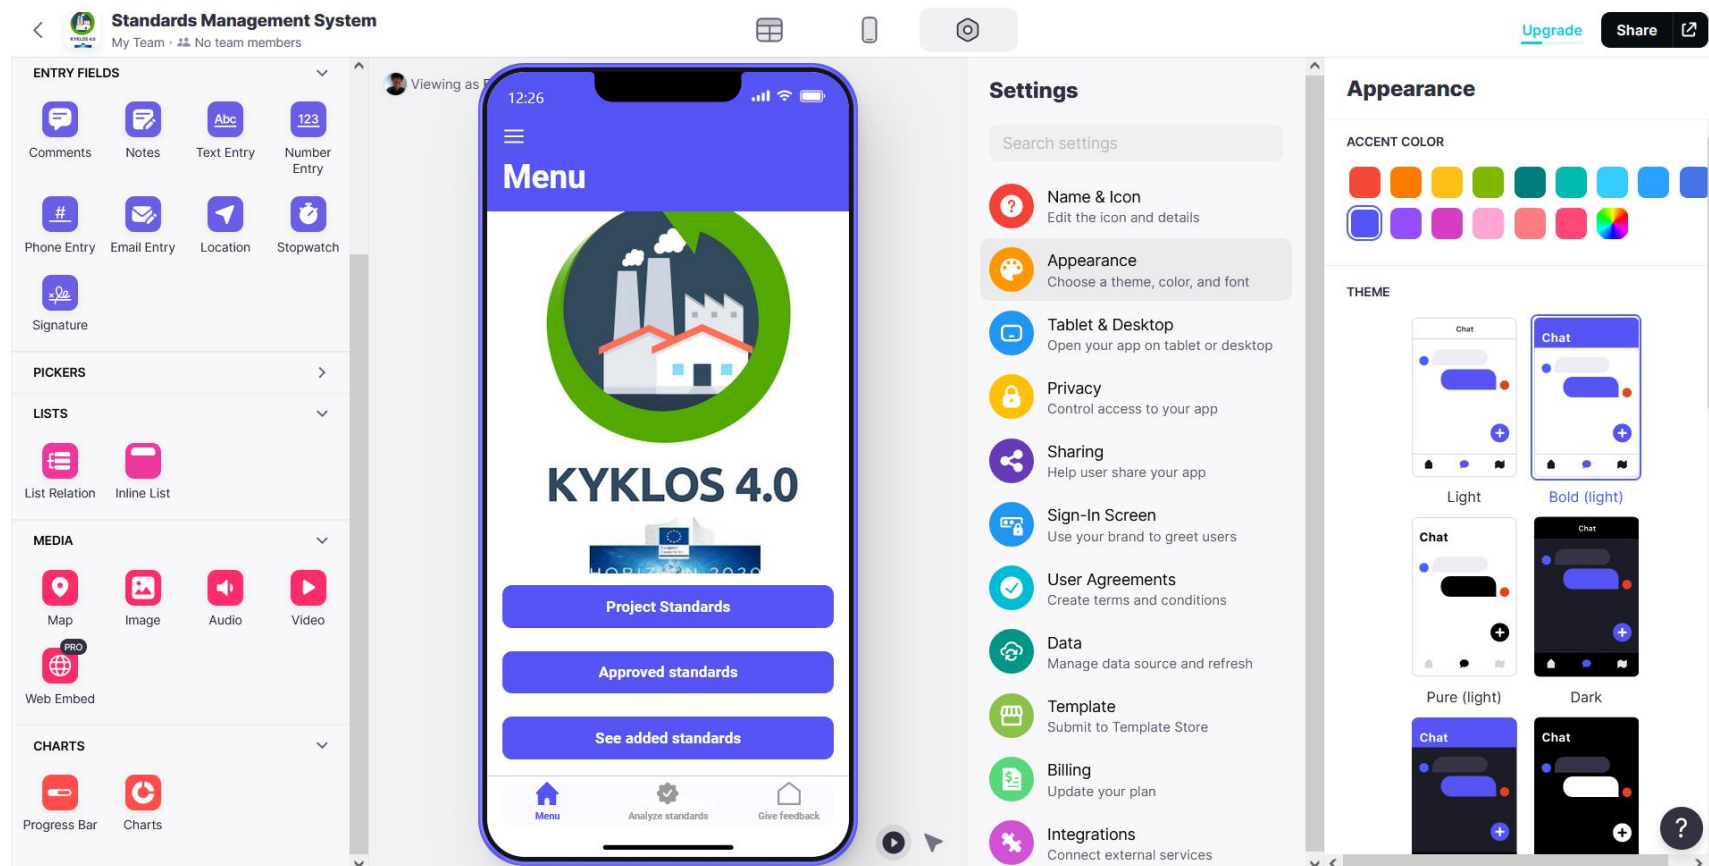 Standards Management System
My Team · No team members
Upgrade
Share
ENTRY FIELDS
Abc
123
Comments
Notes
Text Entry
Number
Entry
#
Phone Entry
Email Entry
Location
Stopwatch
Signature
PICKERS
LISTS
List Relation
Inline List
MEDIA
Map
Image
Audio
Video
PRO
Web Embed
CHARTS
Progress Bar
Charts
Viewing as
12:26
Menu
KYKLOS 4.0
HORIZON 2020
Project Standards
Approved standards
See added standards
Menu
Analyze standards
Give feedback
Settings
Search settings
Name & Icon
Edit the icon and details
Appearance
Choose a theme, color, and font
Tablet & Desktop
Open your app on tablet or desktop
Privacy
Control access to your app
Sharing
Help user share your app
Sign-In Screen
Use your brand to greet users
User Agreements
Create terms and conditions
Data
Manage data source and refresh
Template
Submit to Template Store
Billing
Update your plan
Integrations
Connect external services
Appearance
ACCENT COLOR
THEME
Chat
Chat
Light
Bold (light)
Chat
Chat
Pure (light)
Dark
Chat
Chat
?